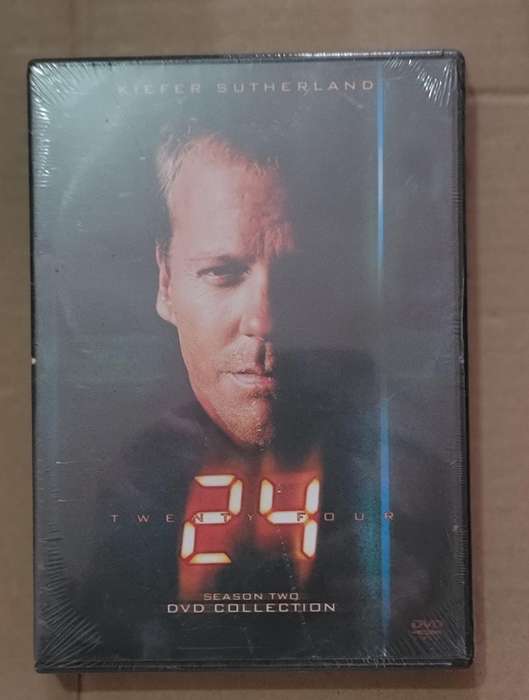 KIEFER SUTHERLAND
24
TWENTY FOUR
SEASON TWO
DVD COLLECTION
DVD